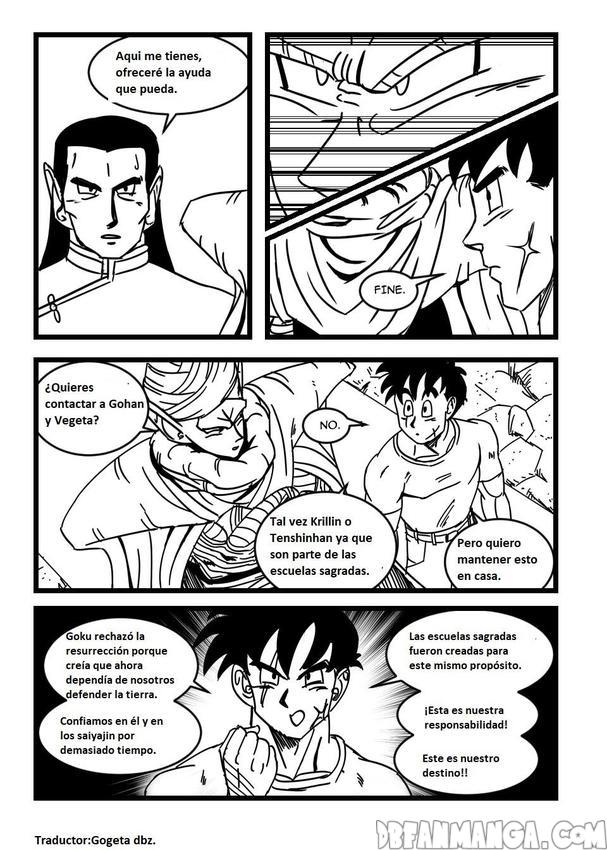 Aqui me tienes,
ofreceré la ayuda
que pueda.
FINE.
¿Quieres
contactar a Gohan
y Vegeta?
NO.
Tal vez Krillin o
Tenshinhan ya que
son parte de las
escuelas sagradas.
Pero quiero
mantener esto
en casa.
Goku rechazó la
resurrección porque
creía que ahora
dependía de nosotros
defender la tierra.
Confiamos en él y en
los saiyajin por
demasiado tiempo.
Las escuelas sagradas
fueron creadas para
este mismo propósito.
¡Esta es nuestra
responsabilidad!
Este es nuestro
destino!!
Traductor:Gogeta dbz.
DBFANMANGA.COM